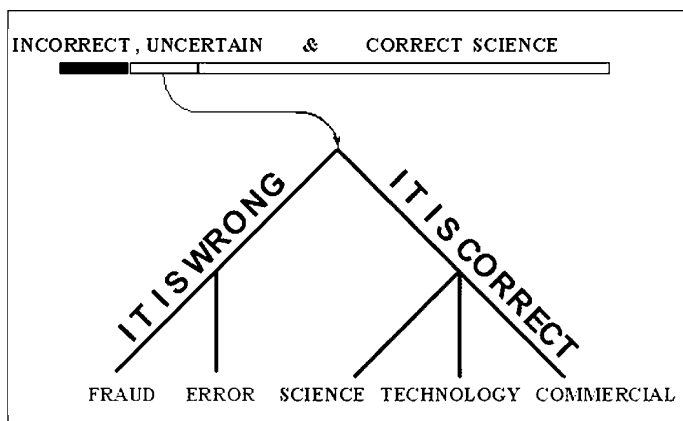 INCORRECT, UNCERTAIN & CORRECT SCIENCE
IT IS WRONG
IT IS CORRECT
FRAUD ERROR SCIENCE TECHNOLOGY COMMERCIAL